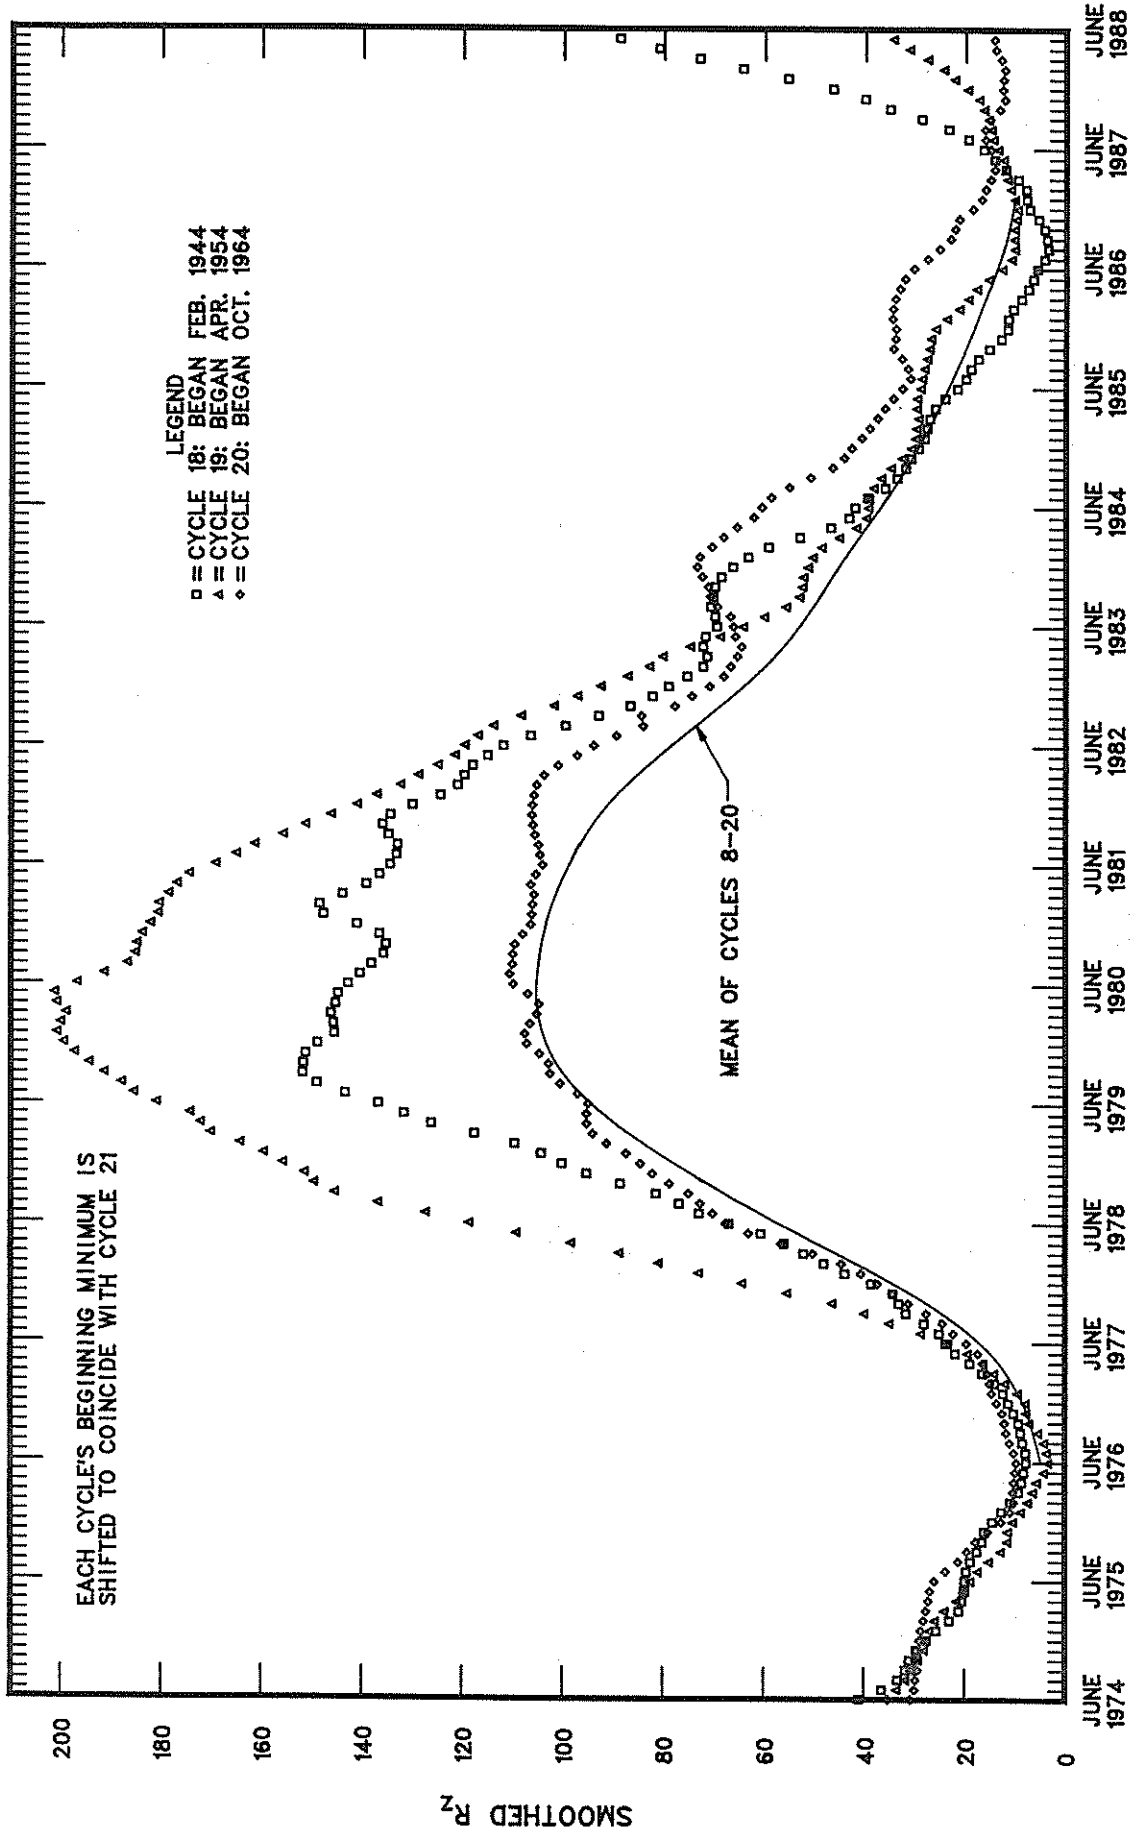 EACH CYCLE'S BEGINNING MINIMUM IS
SHIFTED TO COINCIDE WITH CYCLE 21
LEGEND
□ = CYCLE 18: BEGAN FEB. 1944
△ = CYCLE 19: BEGAN APR. 1954
◇ = CYCLE 20: BEGAN OCT. 1964
MEAN OF CYCLES 8-20
SMOOTHED RZ
200
180
160
140
120
100
80
60
40
20
0
JUNE 1974
JUNE 1975
JUNE 1976
JUNE 1977
JUNE 1978
JUNE 1979
JUNE 1980
JUNE 1981
JUNE 1982
JUNE 1983
JUNE 1984
JUNE 1985
JUNE 1986
JUNE 1987
JUNE 1988